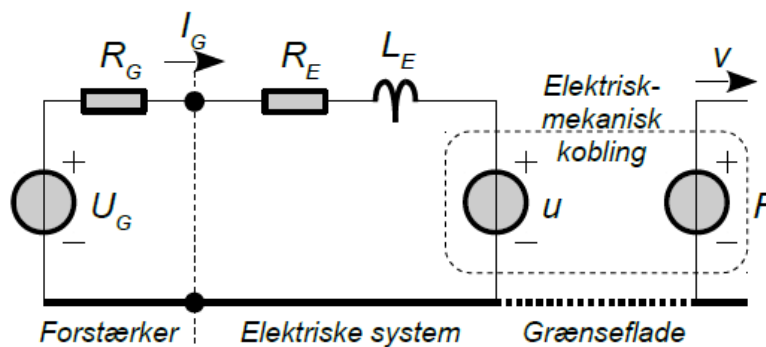 I_G
R_G
R_E
L_E
v
Elektrisk-
mekanisk
kobling
+
+
+
U_G
u
F
−
−
−
Forstærker
Elektriske system
Grænseflade